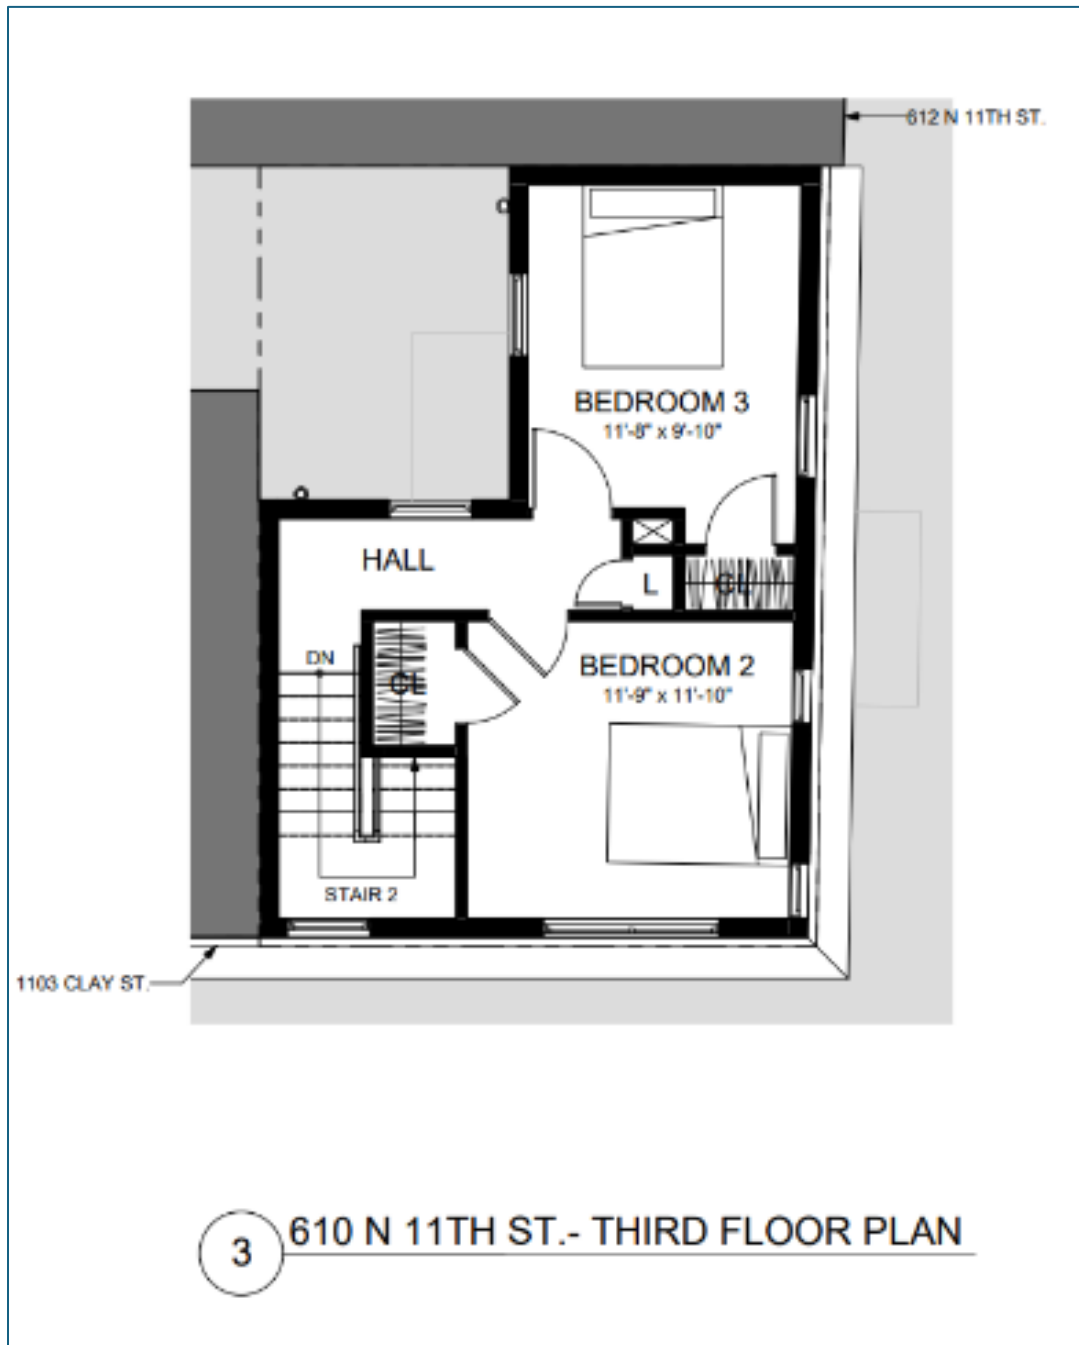 612 N 11TH ST.
BEDROOM 3
11'-8" x 9'-10"
HALL
L
CL
DN
CL
BEDROOM 2
11'-9" x 11'-10"
STAIR 2
1103 CLAY ST.
3
610 N 11TH ST.- THIRD FLOOR PLAN